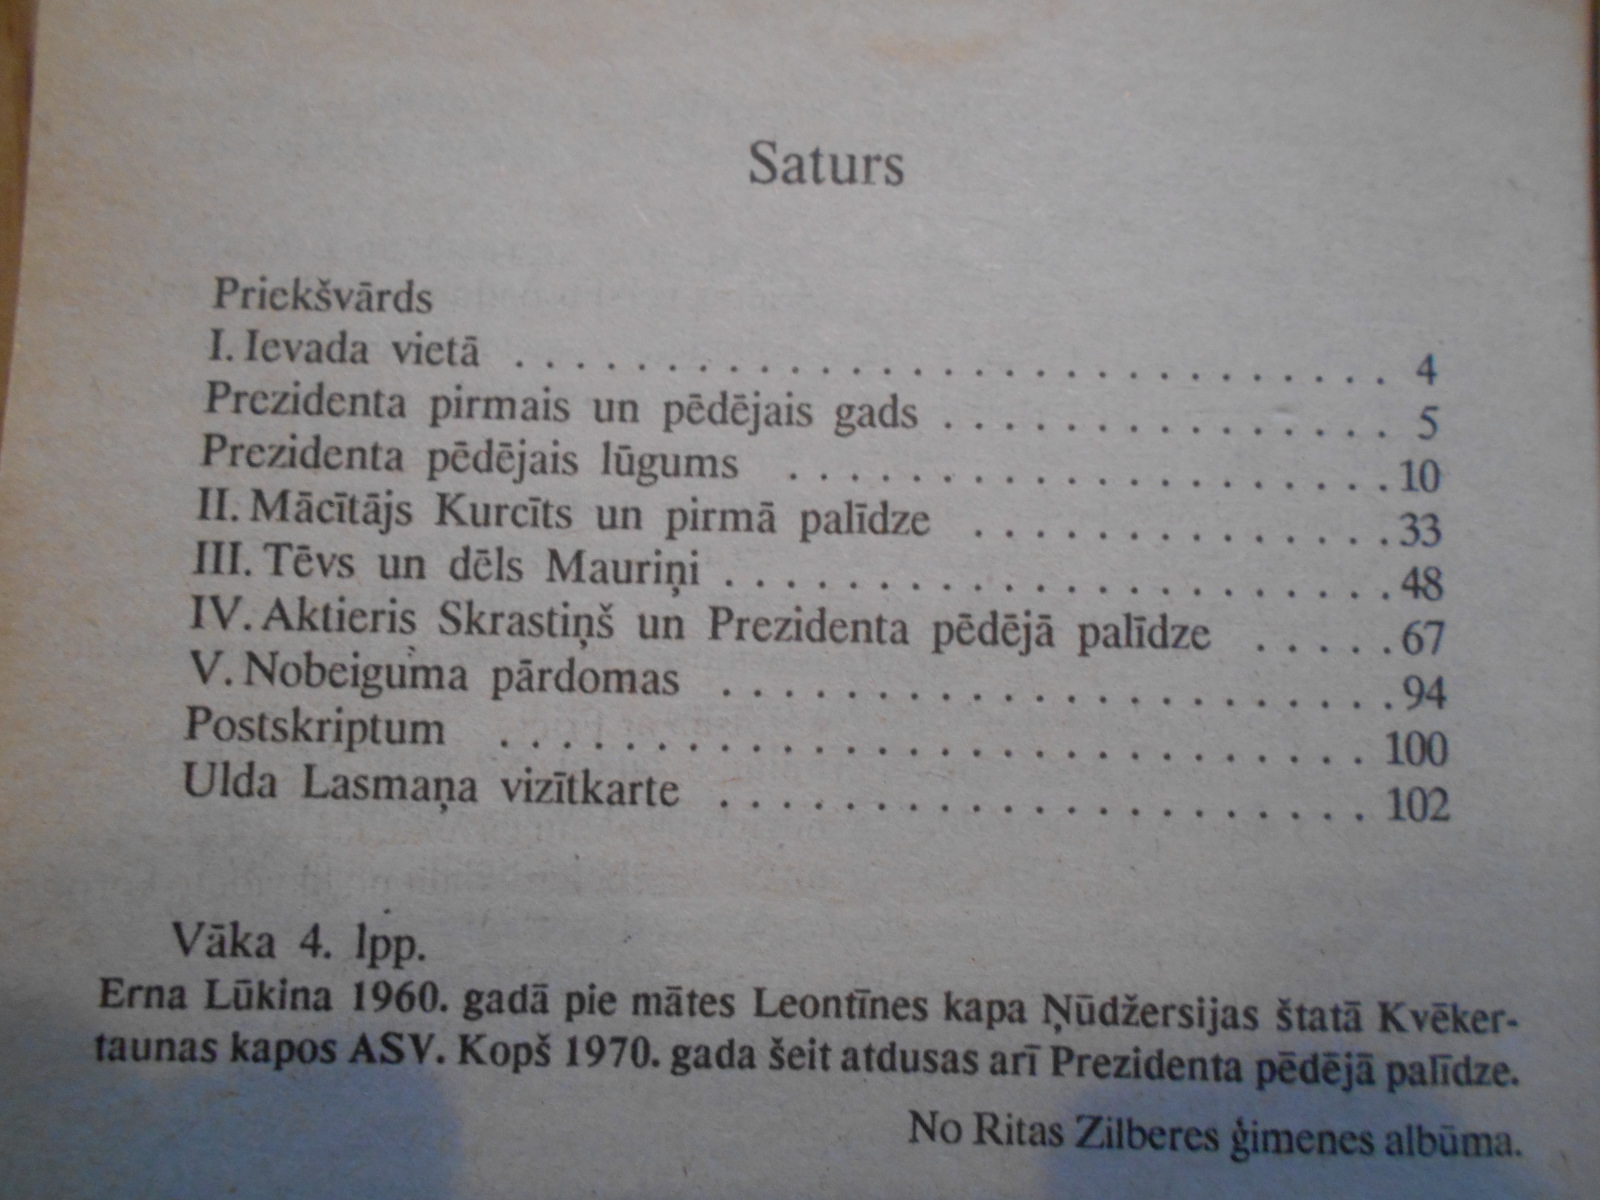 Saturs
Priekšvārds
I. Ievada vietā . . . . . . . . . . . . . . . . . . . . . . . . . . . . . 4
Prezidenta pirmais un pēdējais gads . . . . . . . . . . . . . . . 5
Prezidenta pēdējais lūgums . . . . . . . . . . . . . . . . . . . . 10
II. Mācītājs Kurcīts un pirmā palīdze . . . . . . . . . . . . . . 33
III. Tēvs un dēls Mauriņi . . . . . . . . . . . . . . . . . . . . . . 48
IV. Aktieris Skrastiņš un Prezidenta pēdējā palīdze . . . . . 67
V. Nobeiguma pārdomas . . . . . . . . . . . . . . . . . . . . . . 94
Postskriptum . . . . . . . . . . . . . . . . . . . . . . . . . . . . 100
Ulda Lasmaņa vizītkarte . . . . . . . . . . . . . . . . . . . . . 102
Vāka 4. lpp.
Erna Lūkina 1960. gadā pie mātes Leontīnes kapa Ņūdžersijas štatā Kvēker-
taunas kapos ASV. Kopš 1970. gada šeit atdusas arī Prezidenta pēdējā palīdze.
No Ritas Zilberes ģimenes albūma.